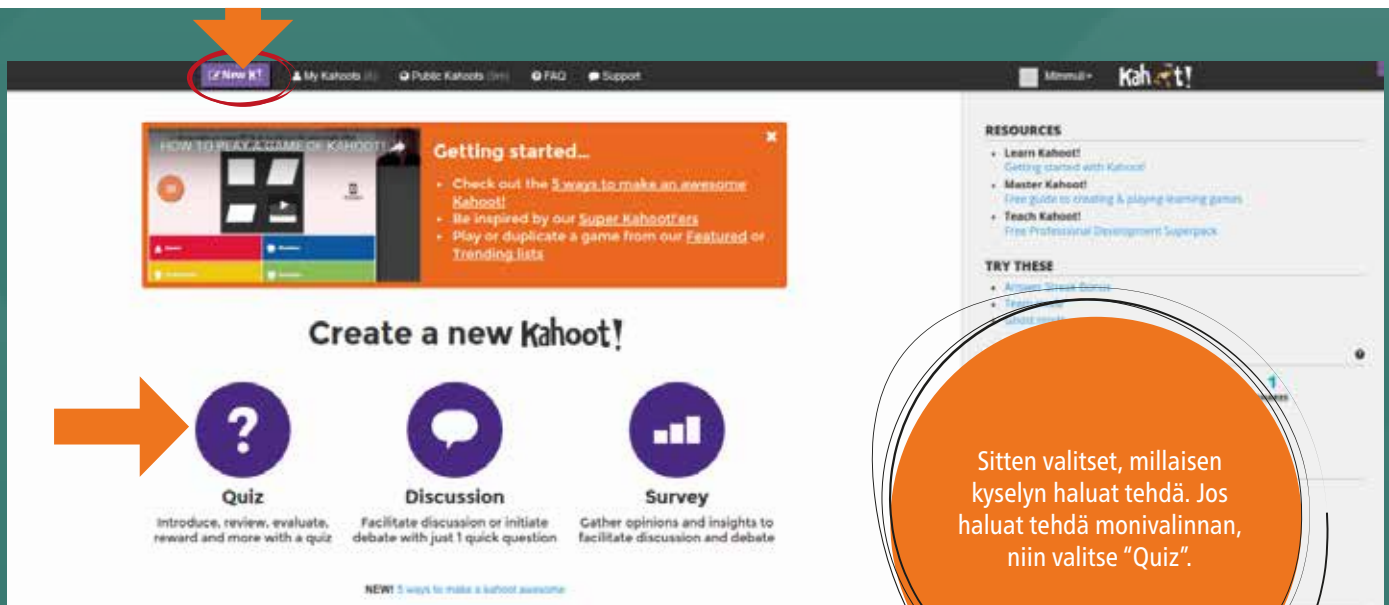 New K!
My Kahoots
Public Kahoots
FAQ
Support
Kahoot!
HOW TO PLAY A GAME OF KAHOOT!
Getting started...
Check out the 5 ways to make an awesome
Kahoot!
Be inspired by our Super Kahoot!'ers
Play or duplicate a game from our Featured or
Trending lists
RESOURCES
Learn Kahoot!
Getting started with Kahoot!
Master Kahoot!
Free guide to creating & playing learning games
Teach Kahoot!
Free Professional Development Superpack
TRY THESE
Answer Streak Bonus
Create a new Kahoot!
1
Quiz
Introduce, review, evaluate,
reward and more with a quiz
Discussion
Facilitate discussion or initiate
debate with just 1 quick question
Survey
Gather opinions and insights to
facilitate discussion and debate
NEW! 5 ways to make a kahoot awesome
Sitten valitset, millaisen
kyselyn haluat tehdä. Jos
haluat tehdä monivalinnan,
niin valitse “Quiz”.